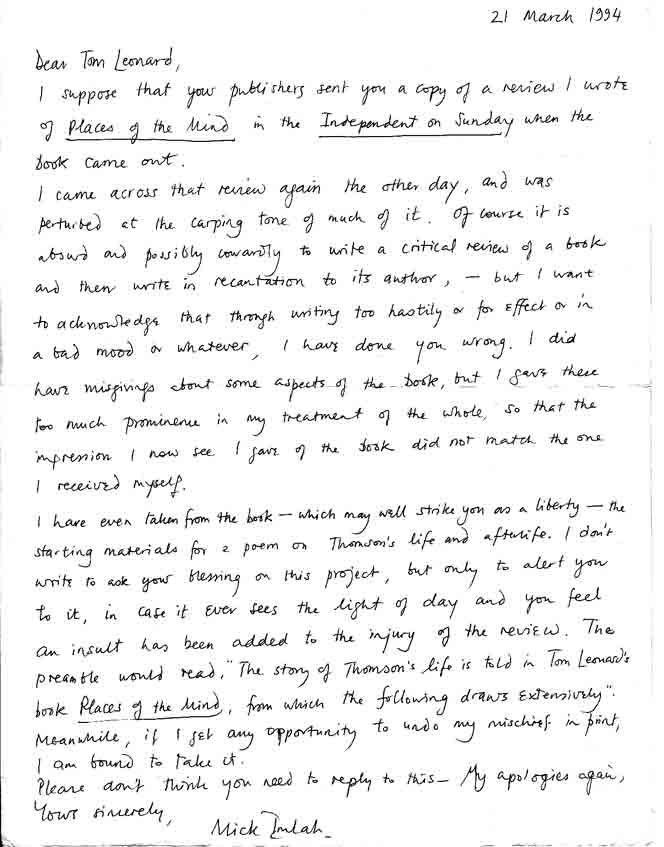 21 March 1994
Dear Tom Leonard,
I suppose that your publishers sent you a copy of a review I wrote
of Places of the Mind in the Independent on Sunday when the
book came out.
I came across that review again the other day, and was
perturbed at the carping tone of much of it. Of course it is
absurd and possibly cowardly to write a critical review of a book
and then write in recantation to its author, – but I want
to acknowledge that through writing too hastily or for effect or in
a bad mood or whatever, I have done you wrong. I did
have misgivings about some aspects of the book, but I gave these
too much prominence in my treatment of the whole, so that the
impression I now see I gave of the book did not match the one
I received myself.
I have even taken from the book – which may well strike you as a liberty – the
starting materials for a poem on Thomson's life and afterlife. I don't
write to ask your blessing on this project, but only to alert you
to it, in case it ever sees the light of day and you feel
an insult has been added to the injury of the review. The
preamble would read, "The story of Thomson's life is told in Tom Leonard's
book Places of the Mind, from which the following draws extensively".
Meanwhile, if I get any opportunity to undo my mischief in print,
I am bound to take it.
Please don't think you need to reply to this – My apologies again,
Yours sincerely,
Mick Imlah